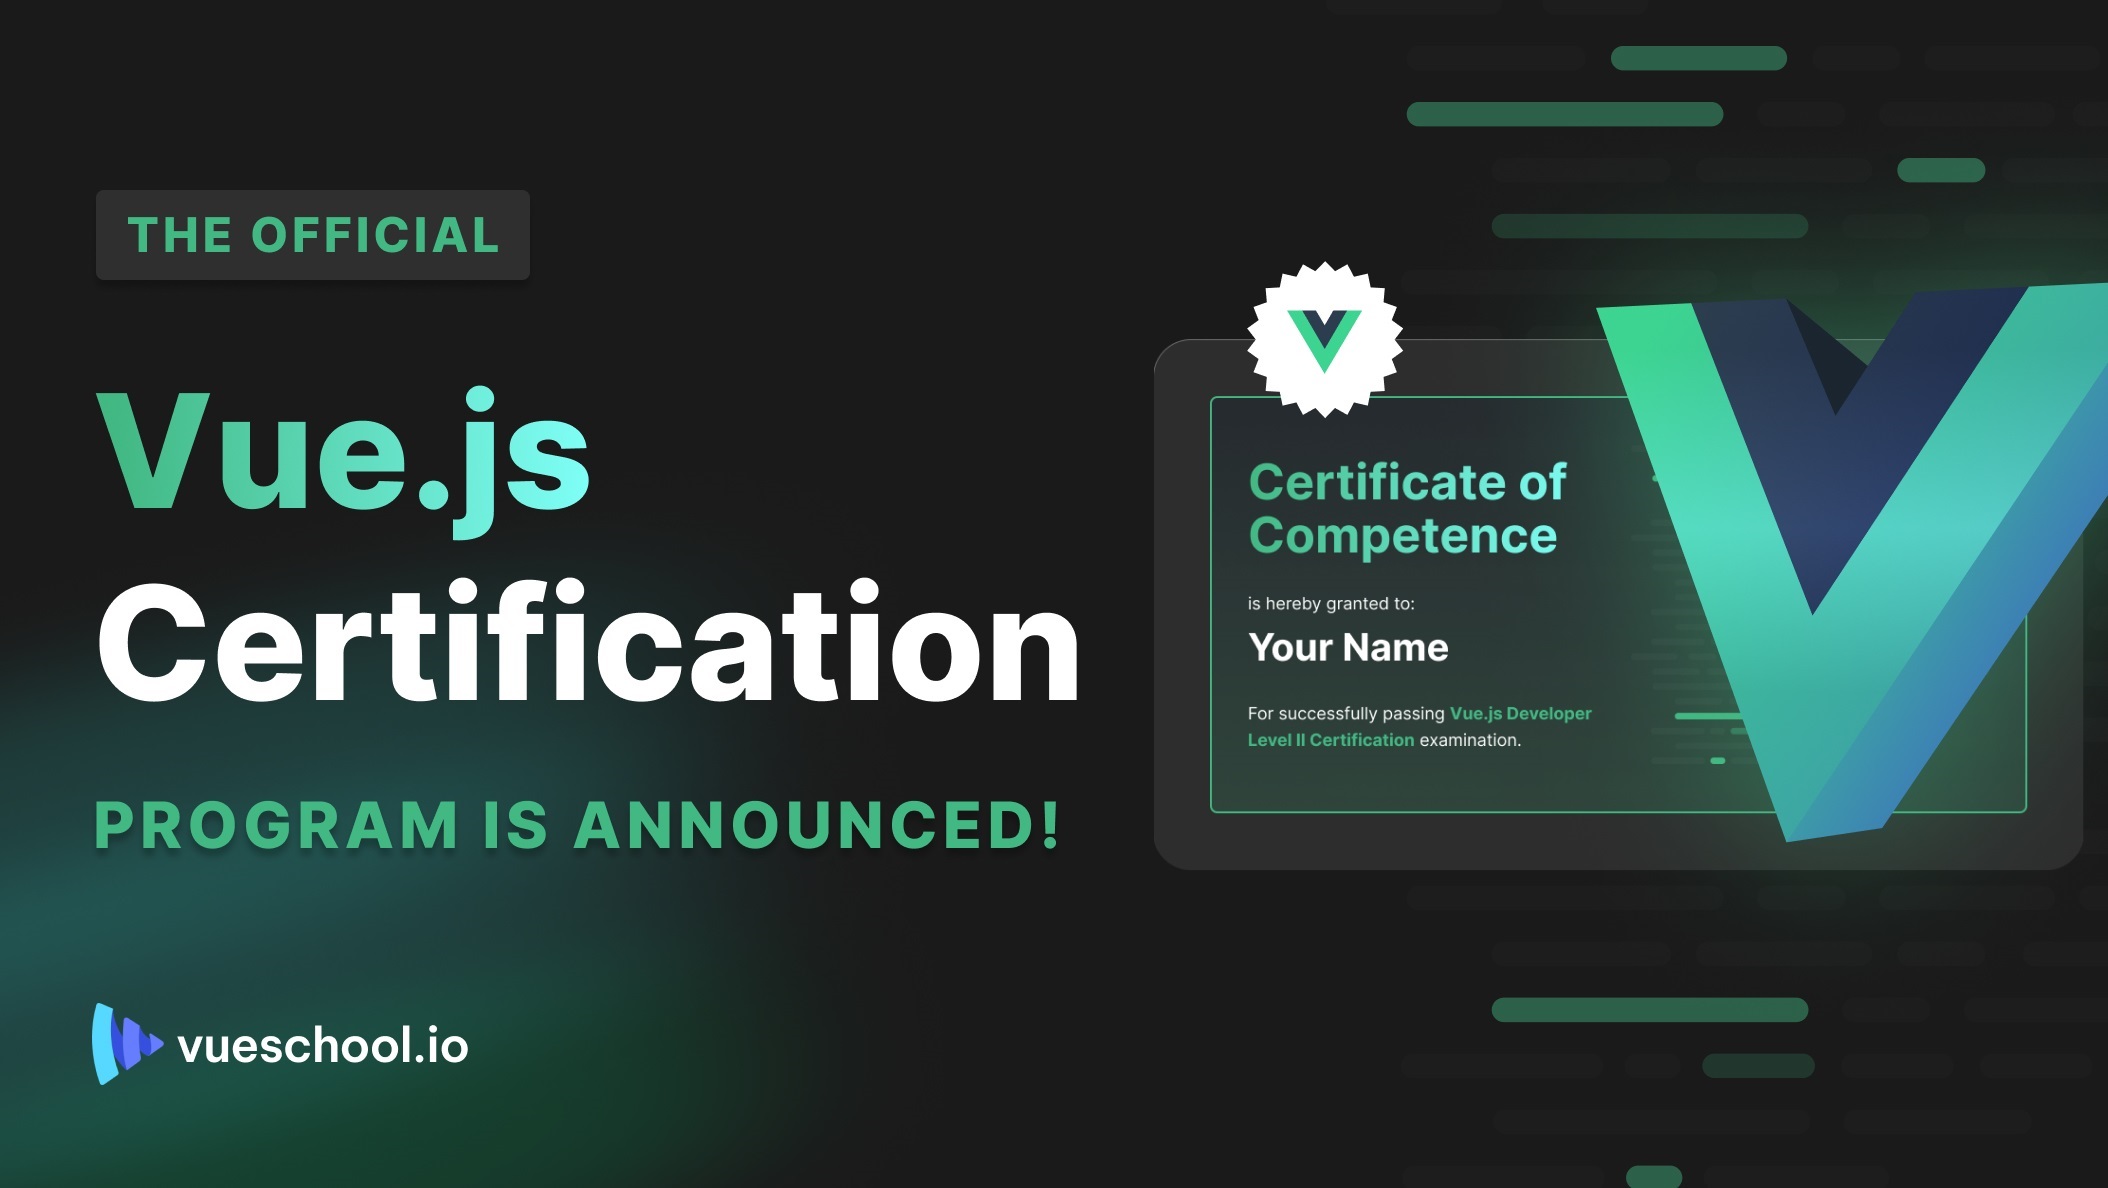 THE OFFICIAL
Vue.js
Certification
PROGRAM IS ANNOUNCED!
vueschool.io
Certificate of
Competence
is hereby granted to:
Your Name
For successfully passing Vue.js Developer
Level II Certification examination.